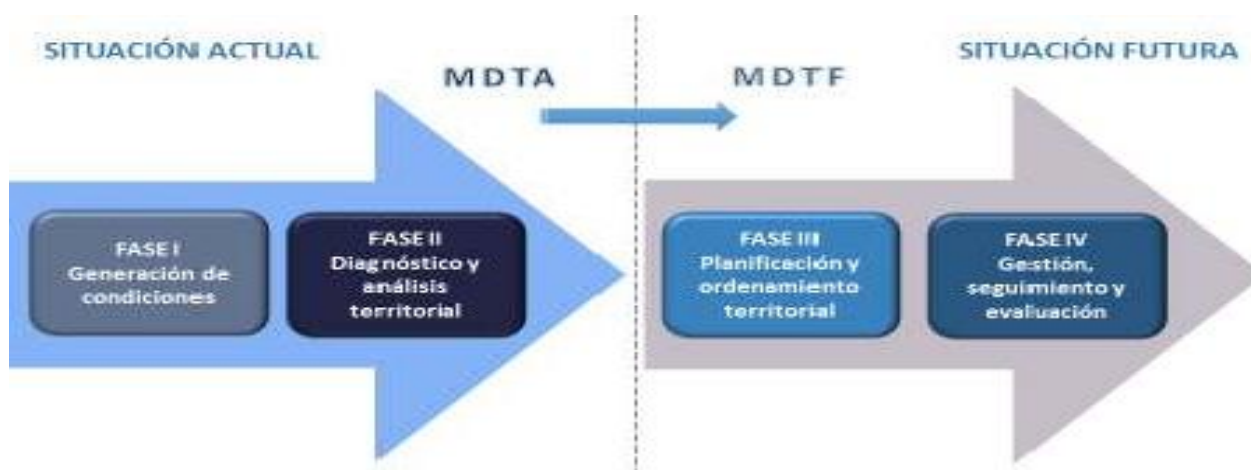 SITUACIÓN ACTUAL
MDTA
MDTF
SITUACIÓN FUTURA
FASE I
Generación de
condiciones
FASE II
Diagnóstico y
análisis
territorial
FASE III
Planificación y
ordenamiento
territorial
FASE IV
Gestión,
seguimiento y
evaluación